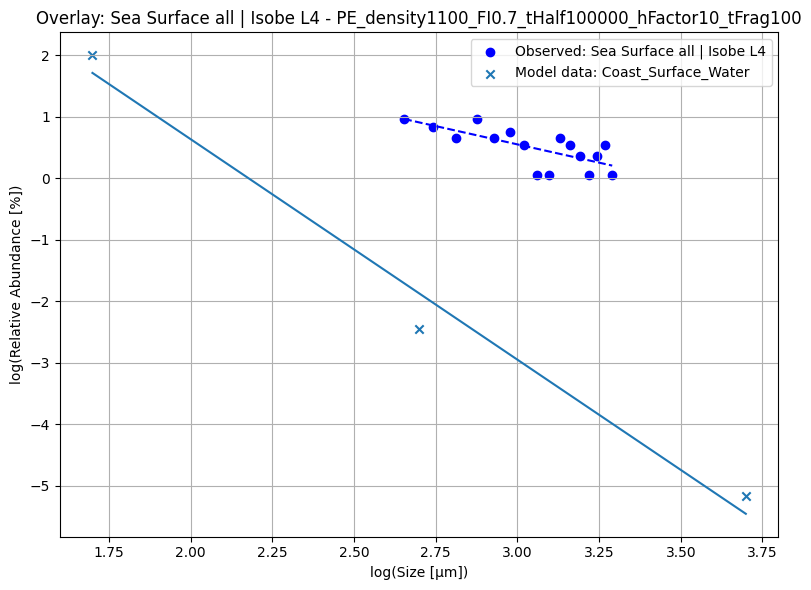 Overlay: Sea Surface all | Isobe L4 - PE_density1100_FI0.7_tHalf100000_hFactor10_tFrag100
Observed: Sea Surface all | Isobe L4
Model data: Coast_Surface_Water
log(Relative Abundance [%])
2
1
0
−1
−2
−3
−4
−5
1.75 2.00 2.25 2.50 2.75 3.00 3.25 3.50 3.75
log(Size [μm])